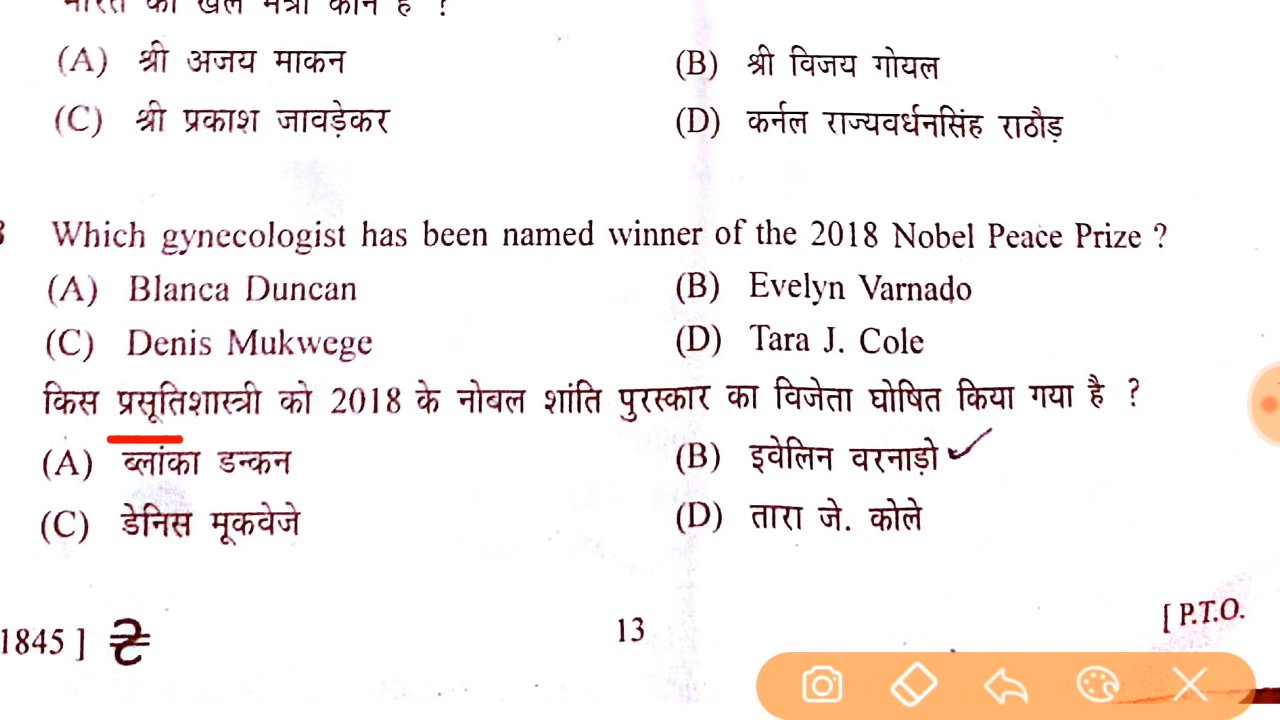 भारत का खेल मंत्री कौन है ?
(A) श्री अजय माकन (B) श्री विजय गोयल
(C) श्री प्रकाश जावड़ेकर (D) कर्नल राज्यवर्धनसिंह राठौड़
Which gynecologist has been named winner of the 2018 Nobel Peace Prize ?
(A) Blanca Duncan (B) Evelyn Varnado
(C) Denis Mukwege (D) Tara J. Cole
किस प्रसूतिशास्त्री को 2018 के नोबल शांति पुरस्कार का विजेता घोषित किया गया है ?
(A) ब्लांका डन्कन (B) इवेलिन वरनाड़ो
(C) डेनिस मूकवेजे (D) तारा जे. कोले
1845 ] 13 [ P.T.O.